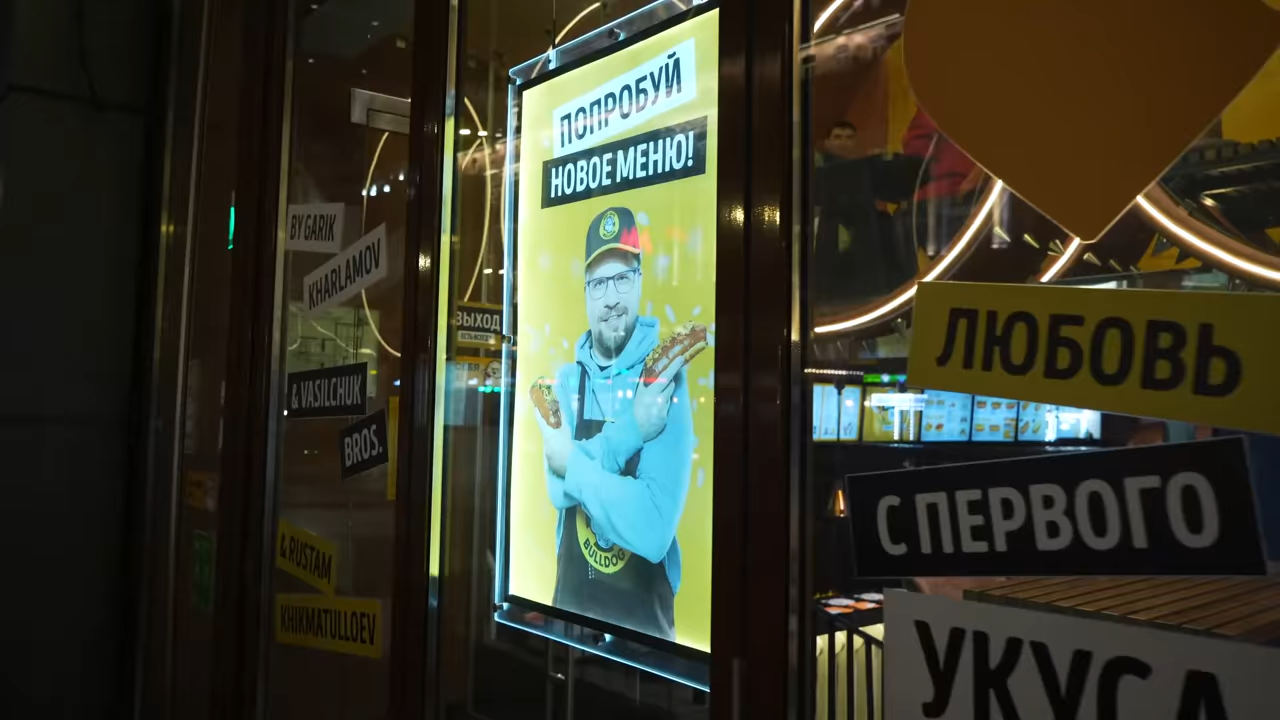 BY GARIK
KHARLAMOV
& VASILCHUK
BROS.
& RUSTAM
KHIKMATULLOEV
ВЫХОД
ПОПРОБУЙ
НОВОЕ МЕНЮ!
BULLDOG
ЛЮБОВЬ
С ПЕРВОГО
УКУСА